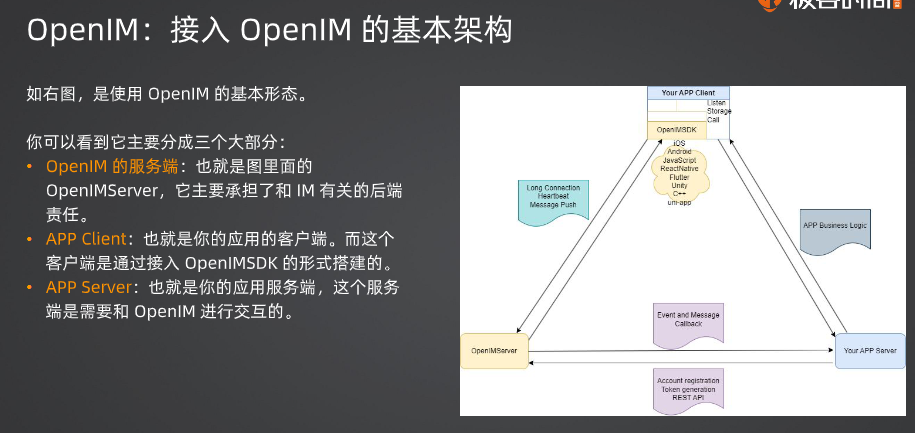 OpenIM：接入 OpenIM 的基本架构
如右图，是使用 OpenIM 的基本形态。
你可以看到它主要分成三个大部分：
• OpenIM 的服务端：也就是图里面的
OpenIMServer，它主要承担了和 IM 有关的后端
责任。
• APP Client：也就是你的应用的客户端。而这个
客户端是通过接入 OpenIMSDK 的形式搭建的。
• APP Server：也就是你的应用服务端，这个服务
端是需要和 OpenIM 进行交互的。
Your APP Client
Listen
Storage
Call
OpenIMSDK
iOS
Android
JavaScript
ReactNative
Flutter
Unity
C++
uni-app
Long Connection
Heartbeat
Message Push
APP Business Logic
Event and Message
Callback
OpenIMServer
Your APP Server
Account registration
Token generation
REST API